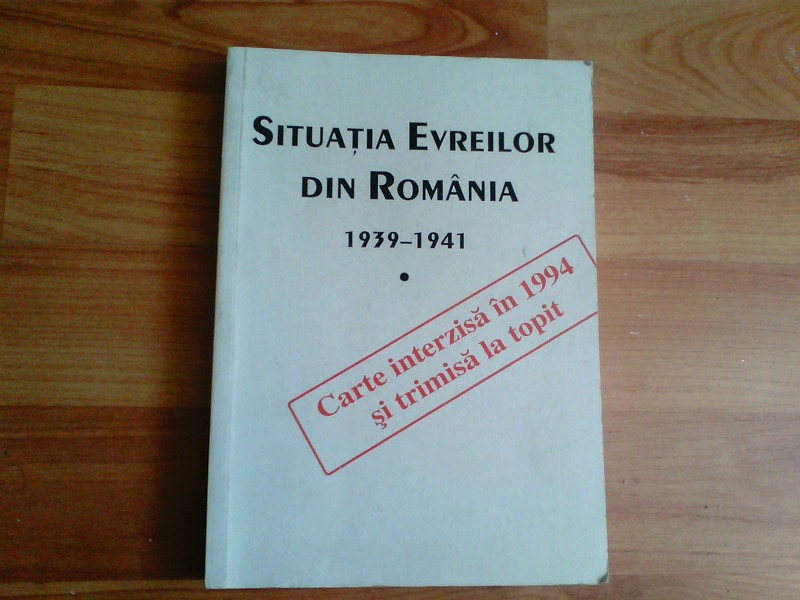 SITUAȚIA EVREILOR
DIN ROMÂNIA
1939–1941
•
Carte interzisă în 1994
şi trimisă la topit